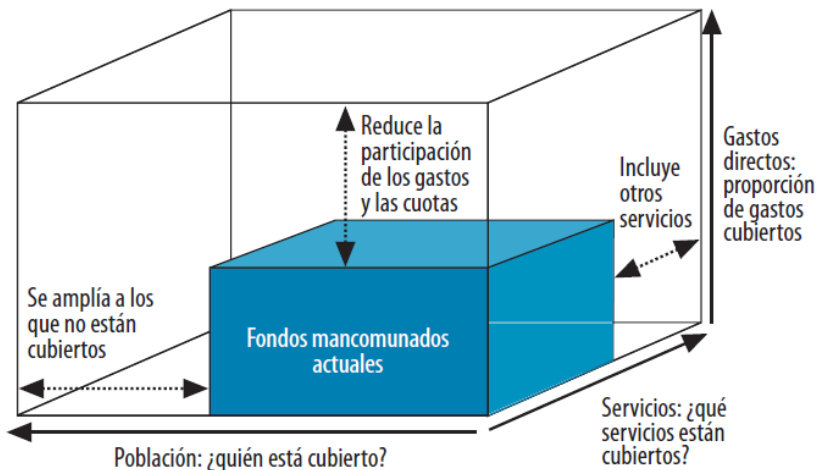 Reduce la
participación
de los gastos
y las cuotas
Incluye
otros
servicios
Gastos
directos:
proporción
de gastos
cubiertos
Se amplía a los
que no están
cubiertos
Fondos mancomunados
actuales
Servicios: ¿qué
servicios están
cubiertos?
Población: ¿quién está cubierto?